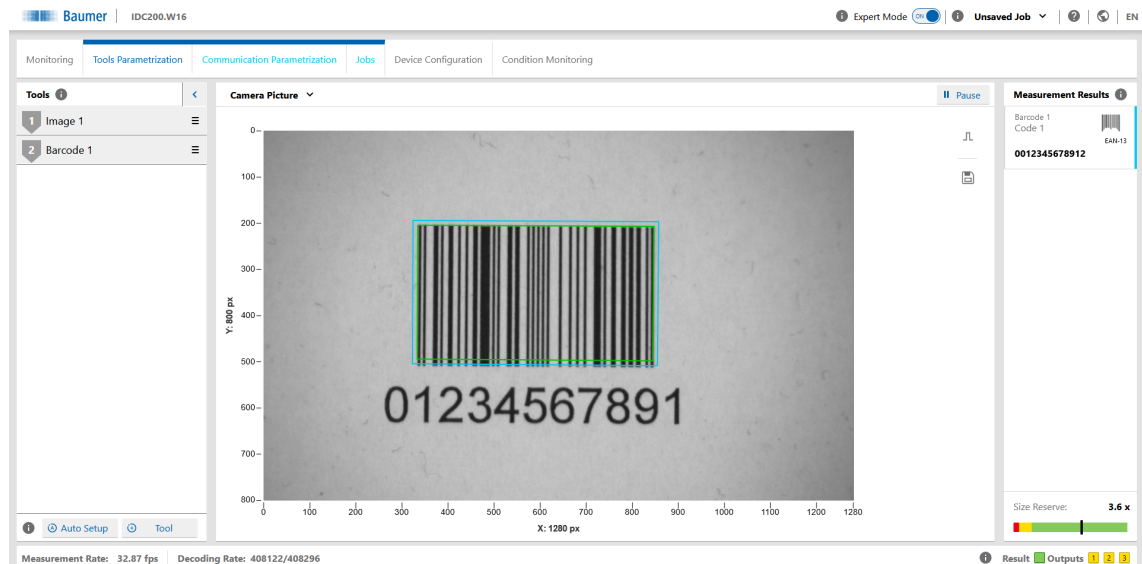 Baumer IDC200.W16 Expert Mode ON Unsaved Job EN
Monitoring Tools Parametrization Communication Parametrization Jobs Device Configuration Condition Monitoring
Tools
1 Image 1
2 Barcode 1
Auto Setup Tool
Camera Picture Pause
0
100
200
300
400
500
600
700
800
Y: 800 px
01234567891
0 100 200 300 400 500 600 700 800 900 1000 1100 1200 1280
X: 1280 px
Measurement Results
Barcode 1
Code 1
EAN-13
0012345678912
Size Reserve: 3.6 x
Measurement Rate: 32.87 fps Decoding Rate: 408122/408296 Result Outputs 1 2 3